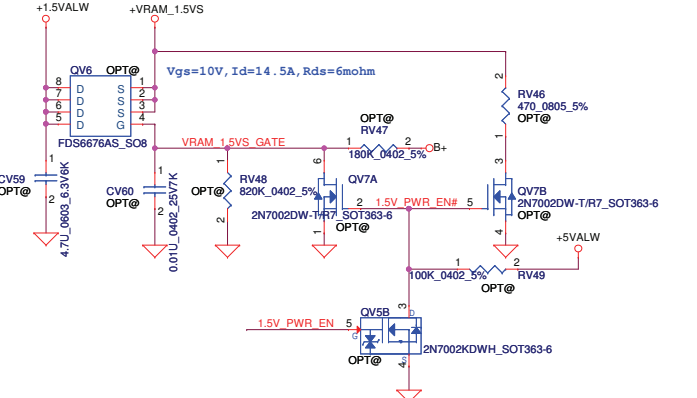 +1.5VALW
+VRAM_1.5VS
QV6
OPT@
Vgs=10V,Id=14.5A,Rds=6mohm
8
7
6
5
D
D
D
D
S
S
S
G
1
2
3
4
FDS6676AS_SO8
2
RV46
470_0805_5%
OPT@
1
CV59
OPT@
1
2
4.7U_0603_6.3V6K
VRAM_1.5VS_GATE
1
CV60
OPT@
2
0.01U_0402_25V7K
1
OPT@
RV48
820K_0402_5%
2
OPT@
RV47
1
2
B+
180K_0402_5%
6
QV7A
2
2N7002DW-T/R7_SOT363-6
OPT@
1
1.5V_PWR_EN#
3
5
QV7B
2N7002DW-T/R7_SOT363-6
OPT@
4
+5VALW
1
2
100K_0402_5%
RV49
OPT@
3
QV5B
D
1.5V_PWR_EN
5
G
2N7002KDWH_SOT363-6
OPT@
S
4